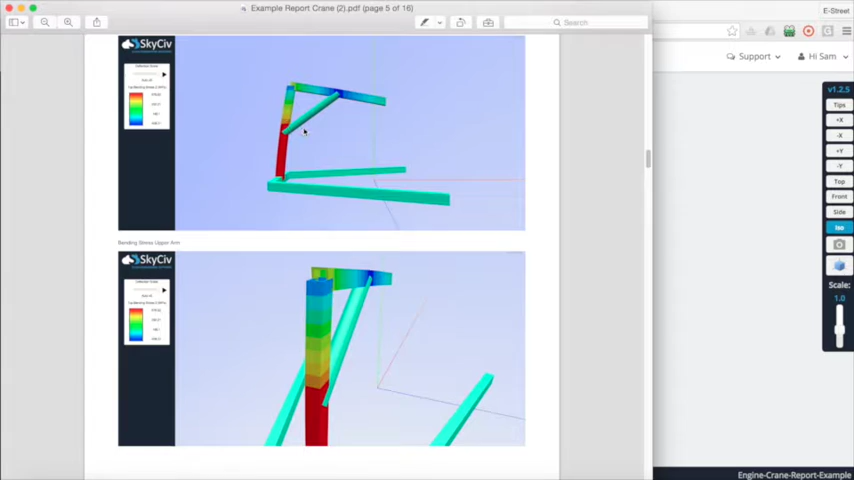 Example Report Crane (2).pdf (page 5 of 16)
E-Street
Search
Support
Hi Sam
SkyCiv
v1.2.5
Tips
+X
-X
+Y
-Y
Top
Front
Side
Iso
Scale:
1.0
Bending Stress Upper Arm
SkyCiv
Engine-Crane-Report-Example